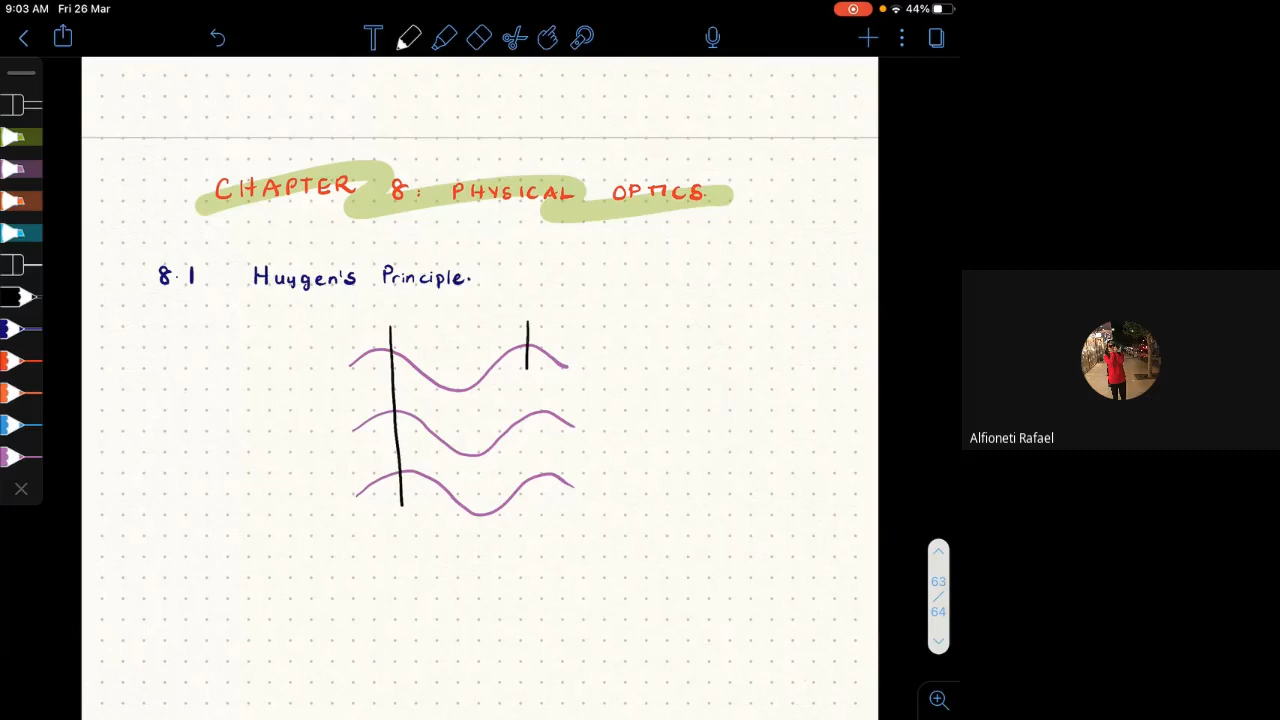 9:03 AM Fri 26 Mar
44%
CHAPTER 8: PHYSICAL OPTICS
8.1 Huygen's Principle.
Alfioneti Rafael
63
/
64